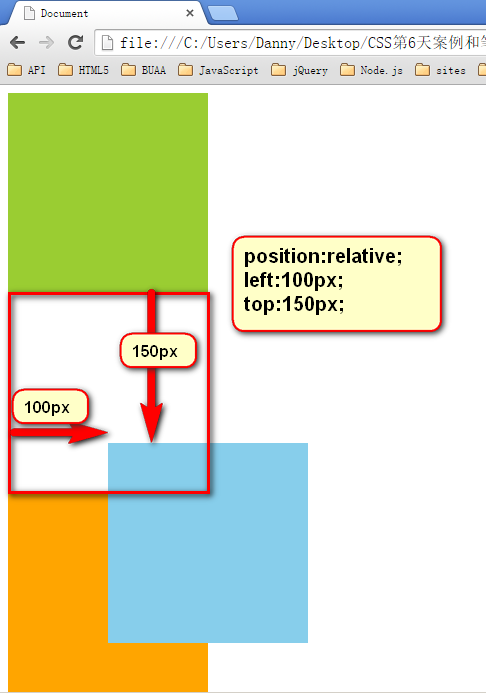 Document
file:///C:/Users/Danny/Desktop/CSS第6天案例和
API HTML5 BUAA JavaScript jQuery Node.js sites
position:relative;
left:100px;
top:150px;
150px
100px